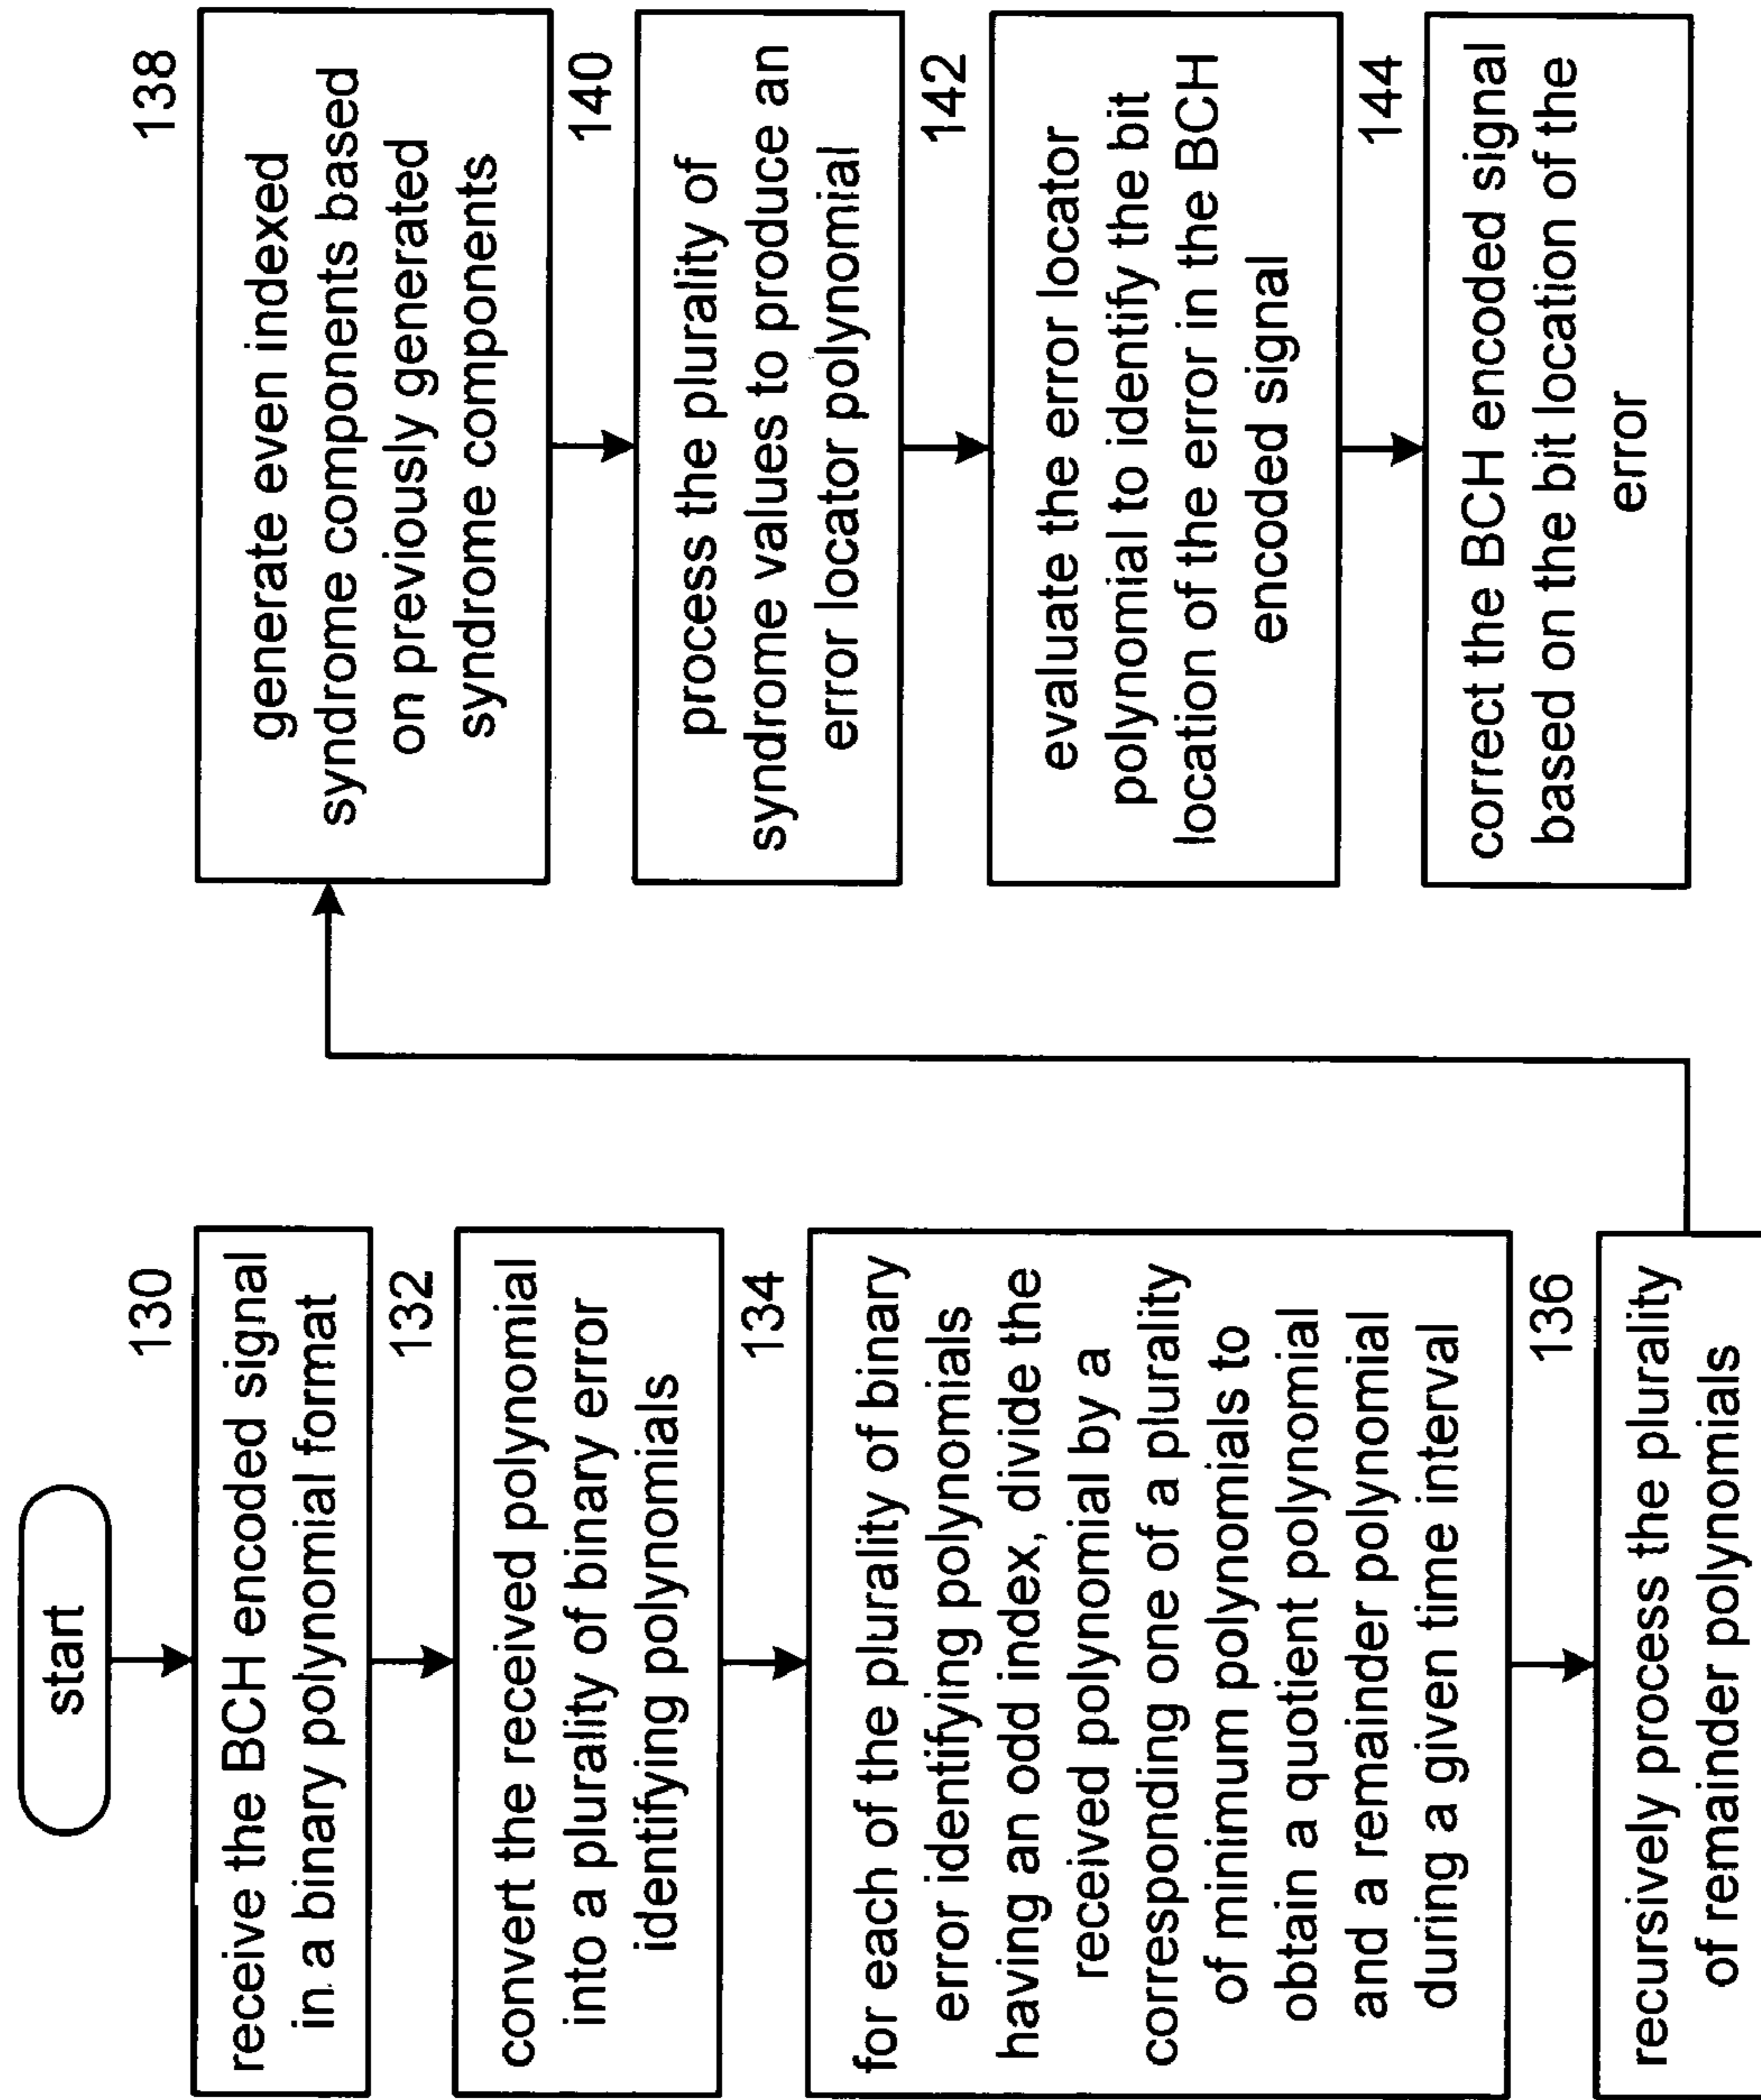 start
130
receive the BCH encoded signal
in a binary polynomial format
132
convert the received polynomial
into a plurality of binary error
identifying polynomials
134
for each of the plurality of binary
error identifying polynomials
having an odd index, divide the
received polynomial by a
corresponding one of a plurality
of minimum polynomials to
obtain a quotient polynomial
and a remainder polynomial
during a given time interval
136
recursively process the plurality
of remainder polynomials
138
generate even indexed
syndrome components based
on previously generated
syndrome components
140
process the plurality of
syndrome values to produce an
error locator polynomial
142
evaluate the error locator
polynomial to identify the bit
location of the error in the BCH
encoded signal
144
correct the BCH encoded signal
based on the bit location of the
error